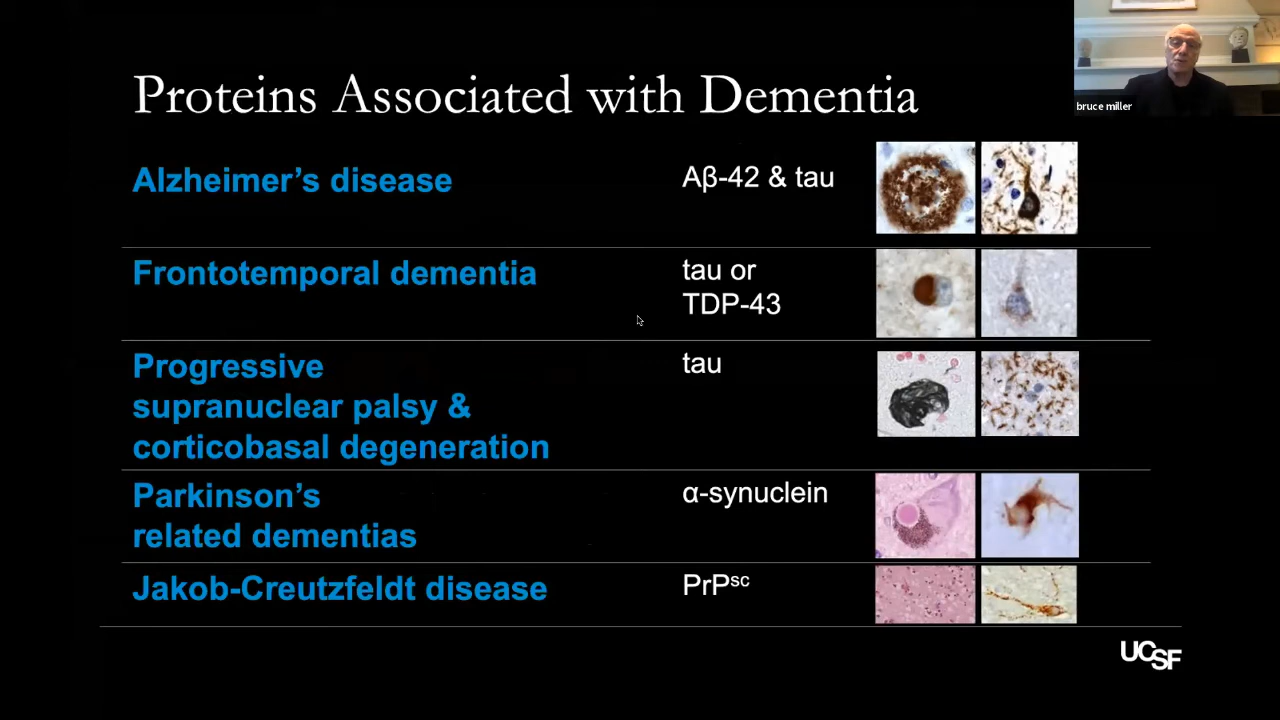 Proteins Associated with Dementia
bruce miller
Alzheimer’s disease
Aβ-42 & tau
Frontotemporal dementia
tau or
TDP-43
Progressive
supranuclear palsy &
corticobasal degeneration
tau
Parkinson’s
related dementias
α-synuclein
Jakob-Creutzfeldt disease
PrPˢᶜ
UCSF